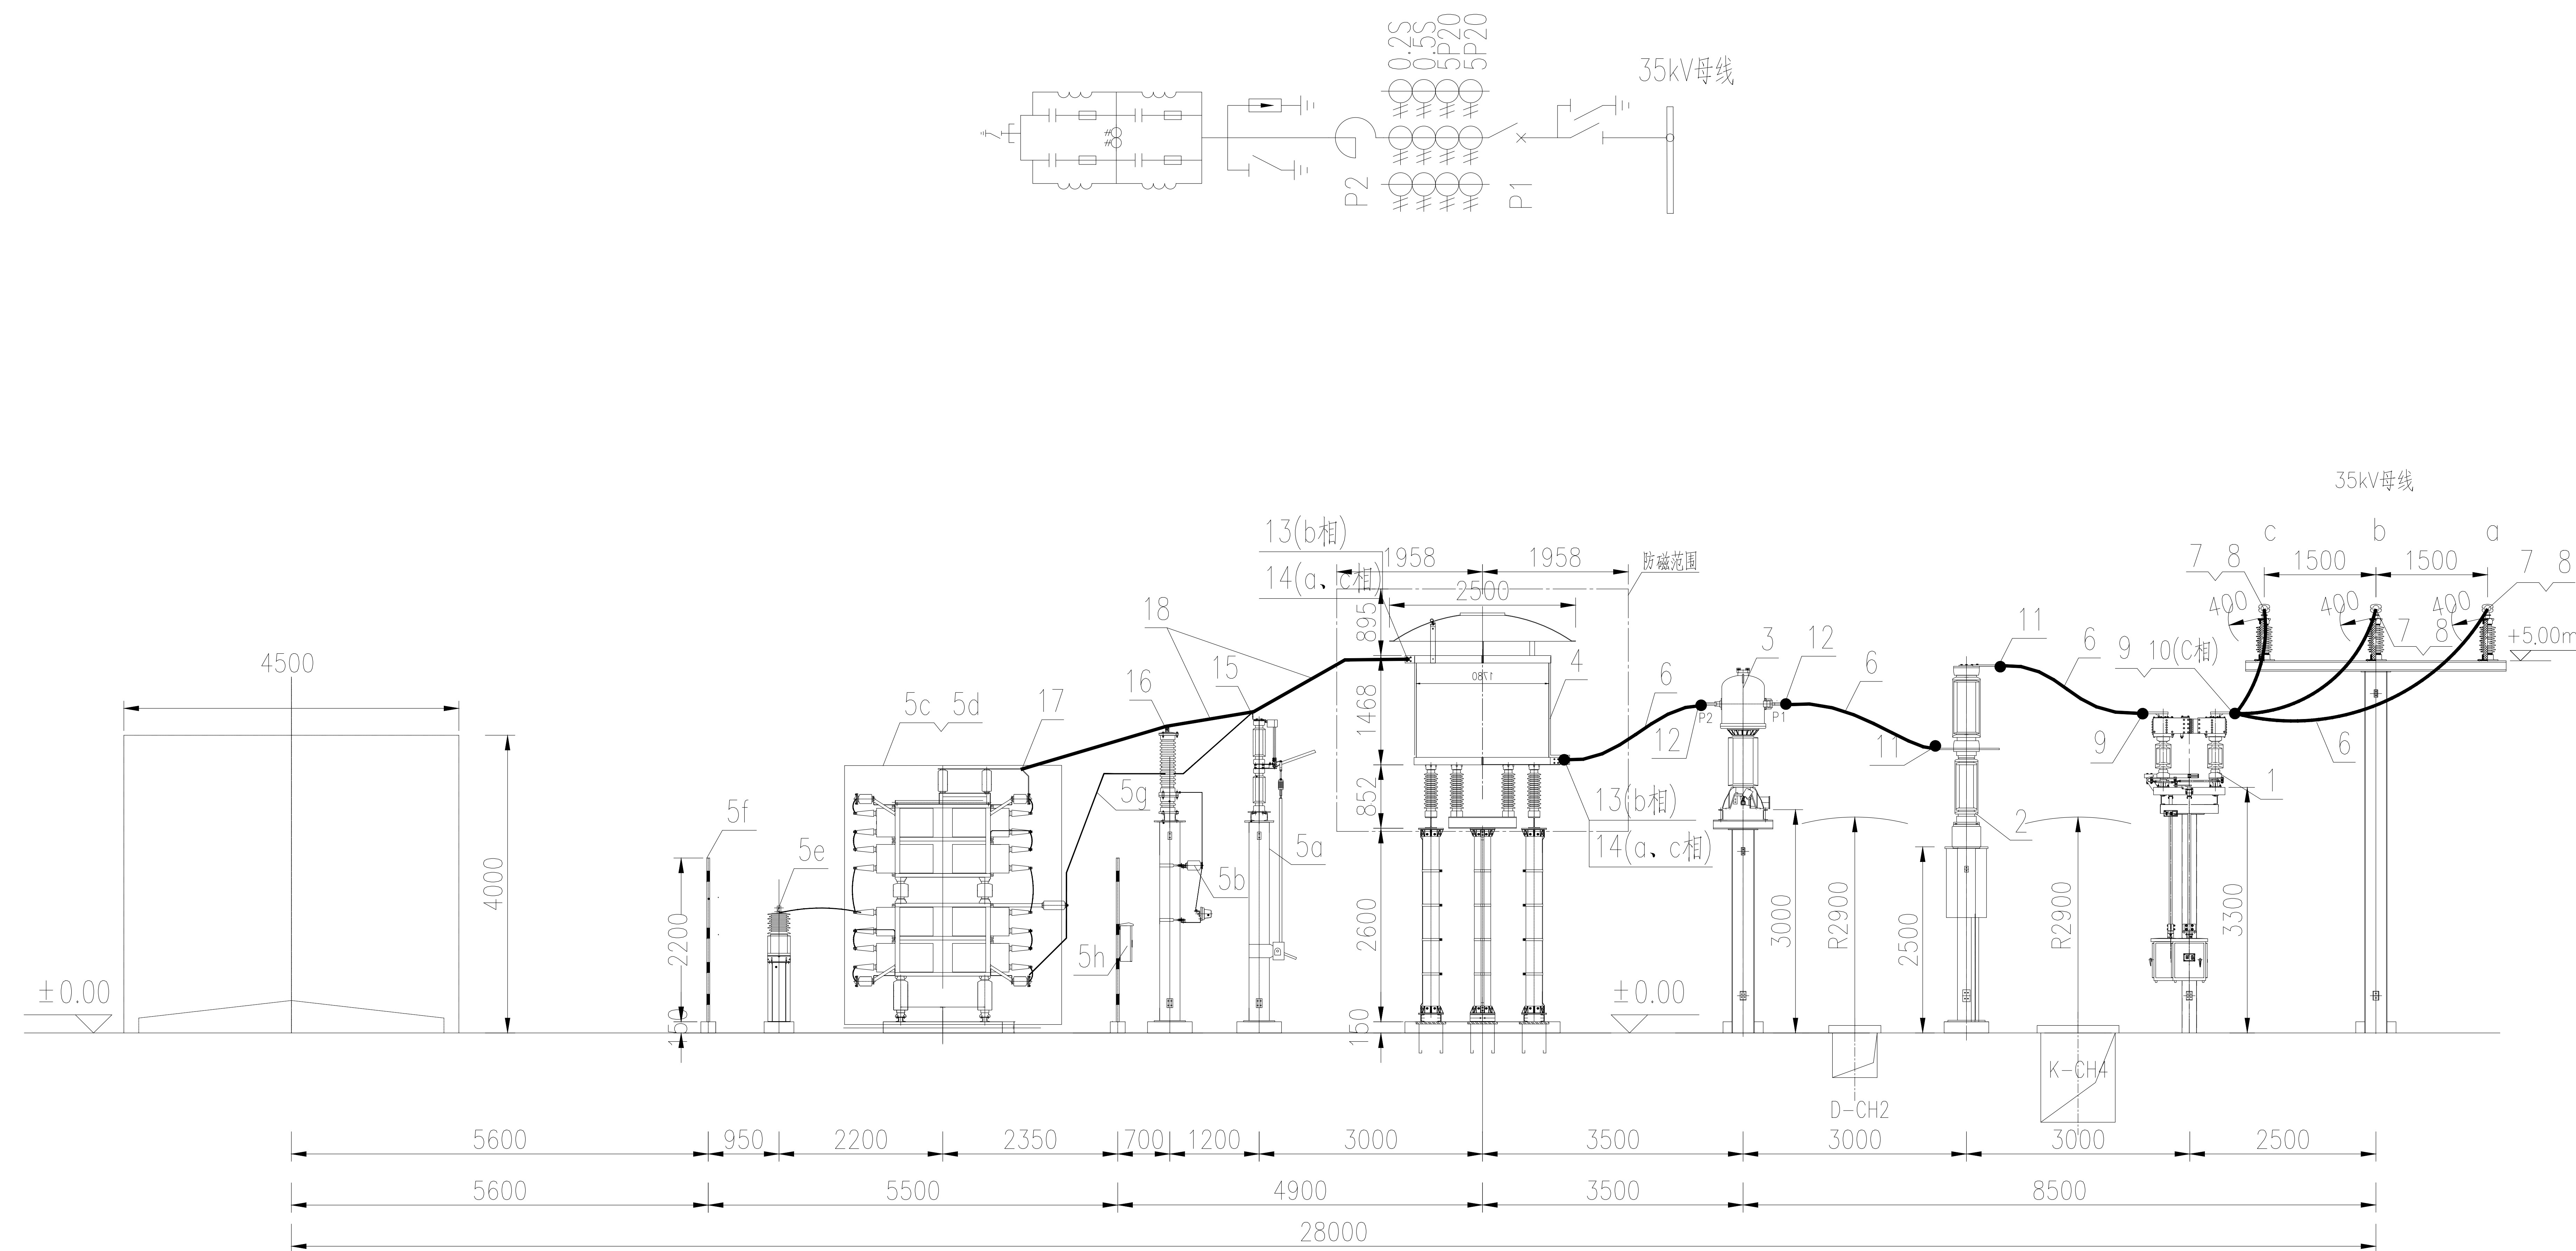 0.2S
0.5S
5P20
5P20
35kV母线
P2
P1
35kV母线
13(b相)
14(a、c相)
1958
1958
防磁范围
2500
895
c
b
a
7 8
1500
1500
7 8
400
400
400
7 8
+5.00m
18
4500
16
15
17
5c 5d
1468
1780
4
6
12
P2
3
P1
12
6
11
11
6
9 10(C相)
9
6
1
5f
5e
5g
852
13(b相)
14(a、c相)
2
4000
2200
5h
5b
5a
2600
3000
R2900
2500
R2900
3300
±0.00
150
150
±0.00
K-CH4
D-CH2
5600
950
2200
2350
700
1200
3000
3500
3000
3000
2500
5600
5500
4900
3500
8500
28000